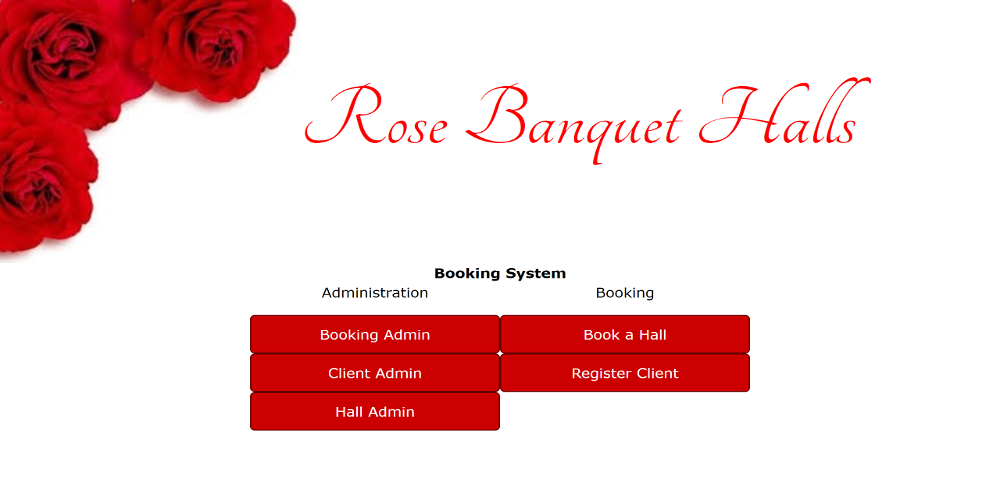 Rose Banquet Halls
Booking System
Administration
Booking
Booking Admin
Book a Hall
Client Admin
Register Client
Hall Admin